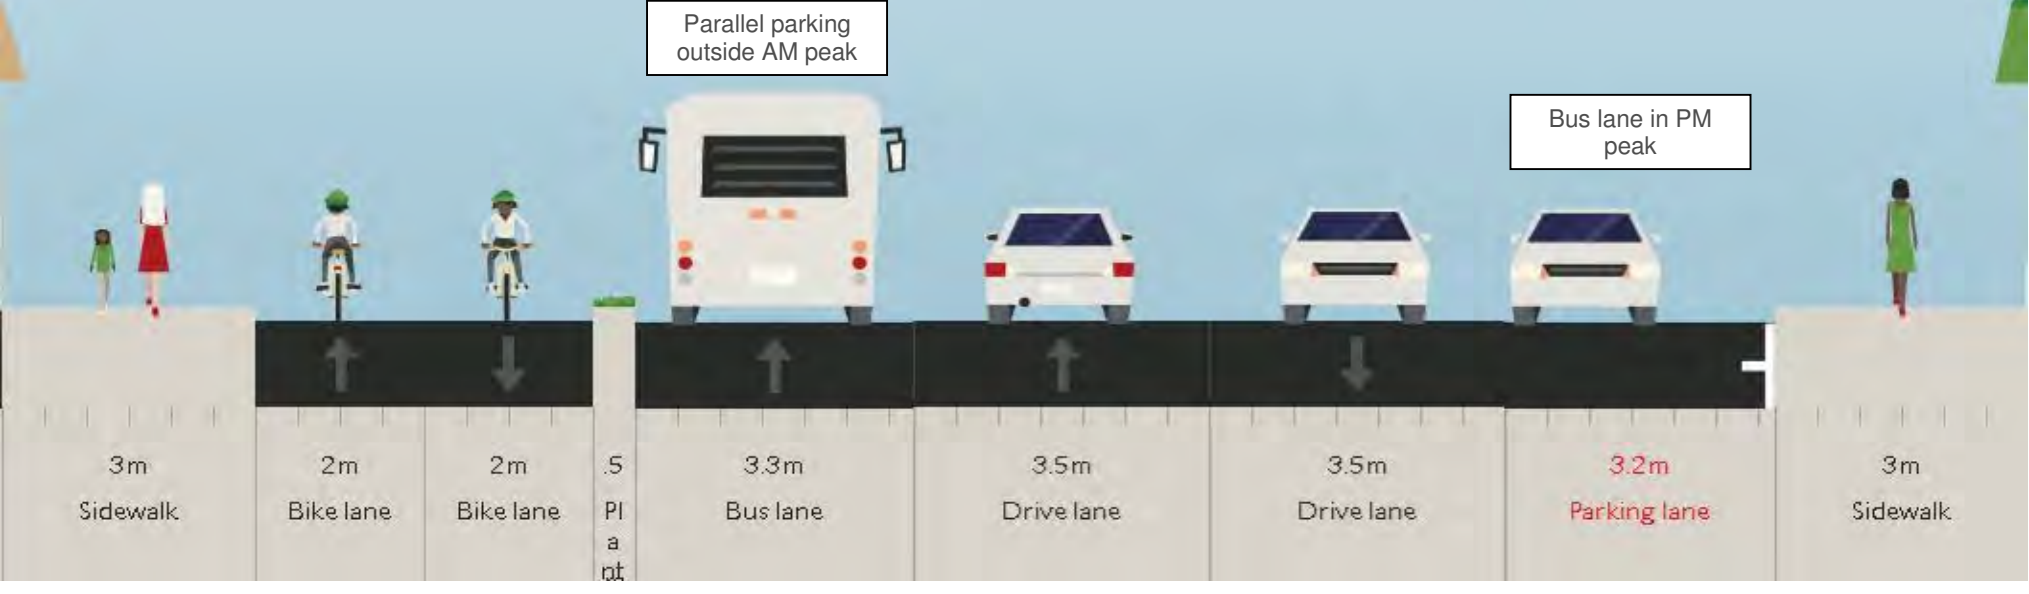 Parallel parking
outside AM peak
Bus lane in PM
peak
3m
Sidewalk
2m
Bike lane
2m
Bike lane
.5
Pl
a
nt
3.3m
Bus lane
3.5m
Drive lane
3.5m
Drive lane
3.2m
Parking lane
3m
Sidewalk